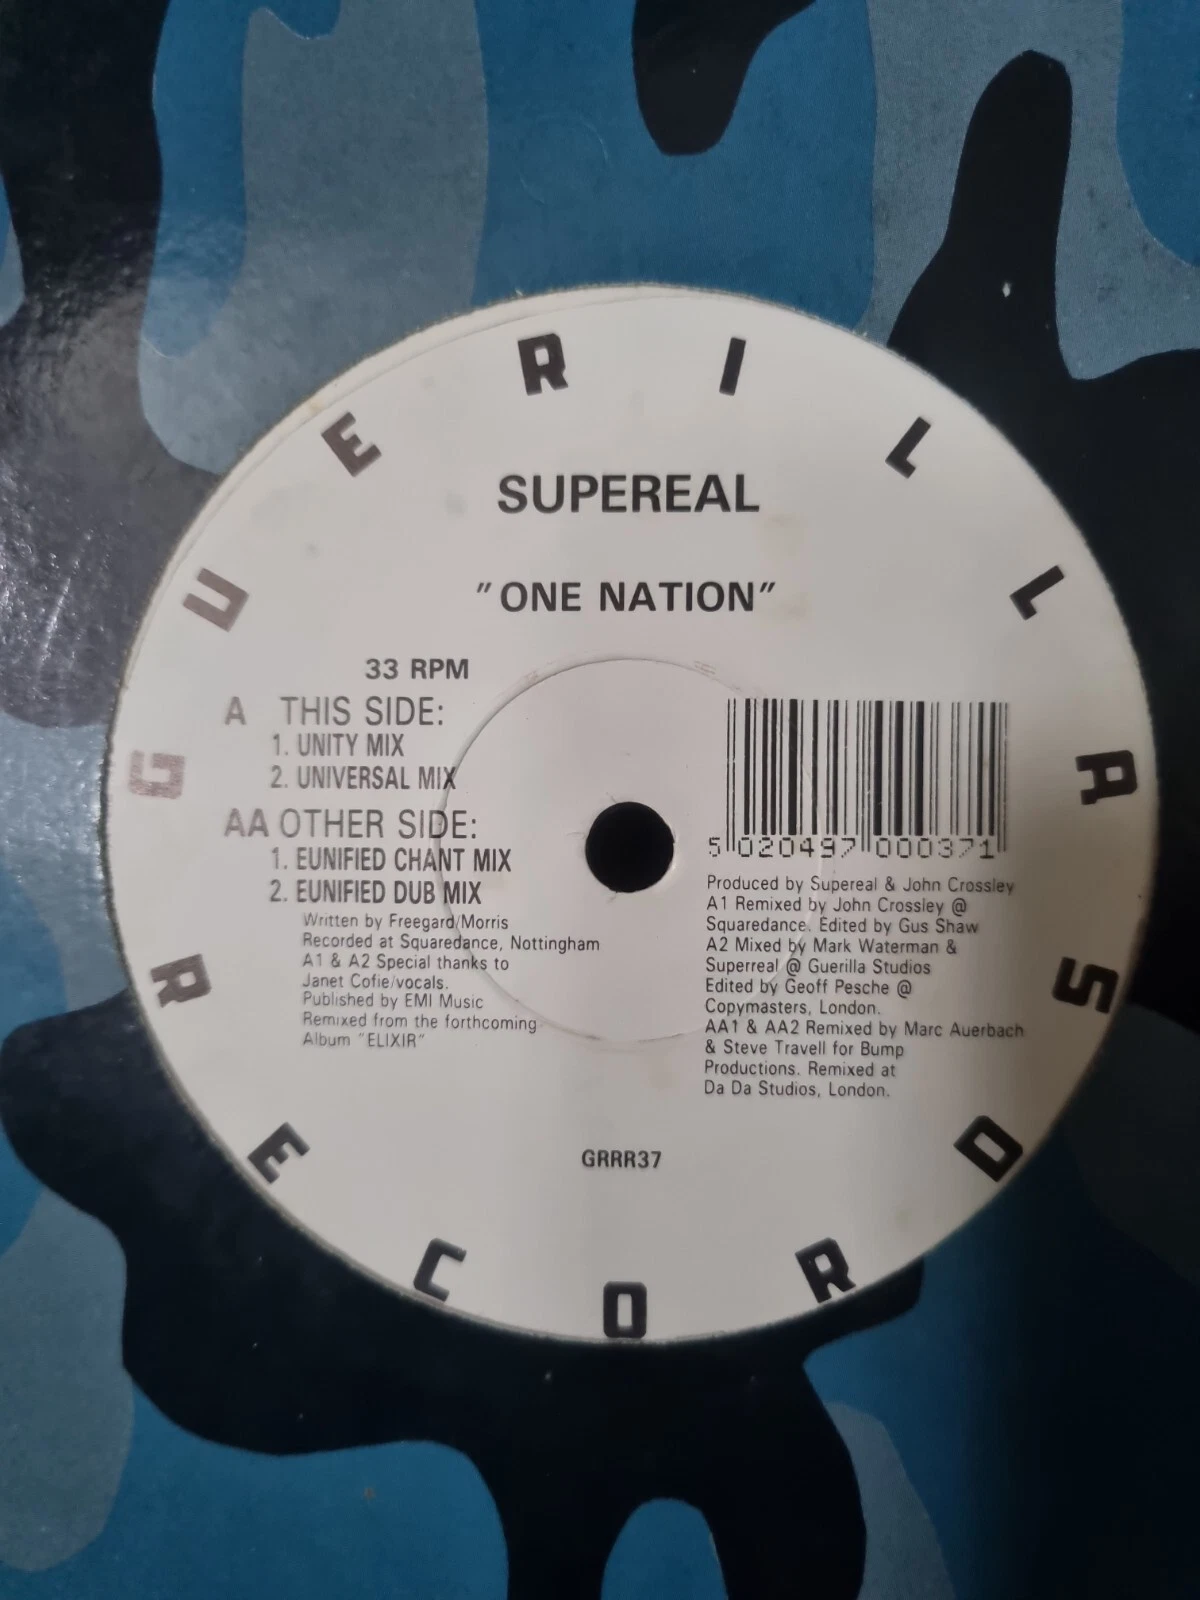 GUERILLA RECORDS
SUPEREAL
"ONE NATION"
33 RPM
A THIS SIDE:
1. UNITY MIX
2. UNIVERSAL MIX
AA OTHER SIDE:
1. EUNIFIED CHANT MIX
2. EUNIFIED DUB MIX
Written by Freegard/Morris
Recorded at Squaredance, Nottingham
A1 & A2 Special thanks to
Janet Cofie/vocals.
Published by EMI Music
Remixed from the forthcoming
Album "ELIXIR"
5 020497 000371
Produced by Supereal & John Crossley
A1 Remixed by John Crossley @
Squaredance. Edited by Gus Shaw
A2 Mixed by Mark Waterman &
Superreal @ Guerilla Studios
Edited by Geoff Pesche @
Copymasters, London.
AA1 & AA2 Remixed by Marc Auerbach
& Steve Travell for Bump
Productions. Remixed at
Da Da Studios, London.
GRRR37